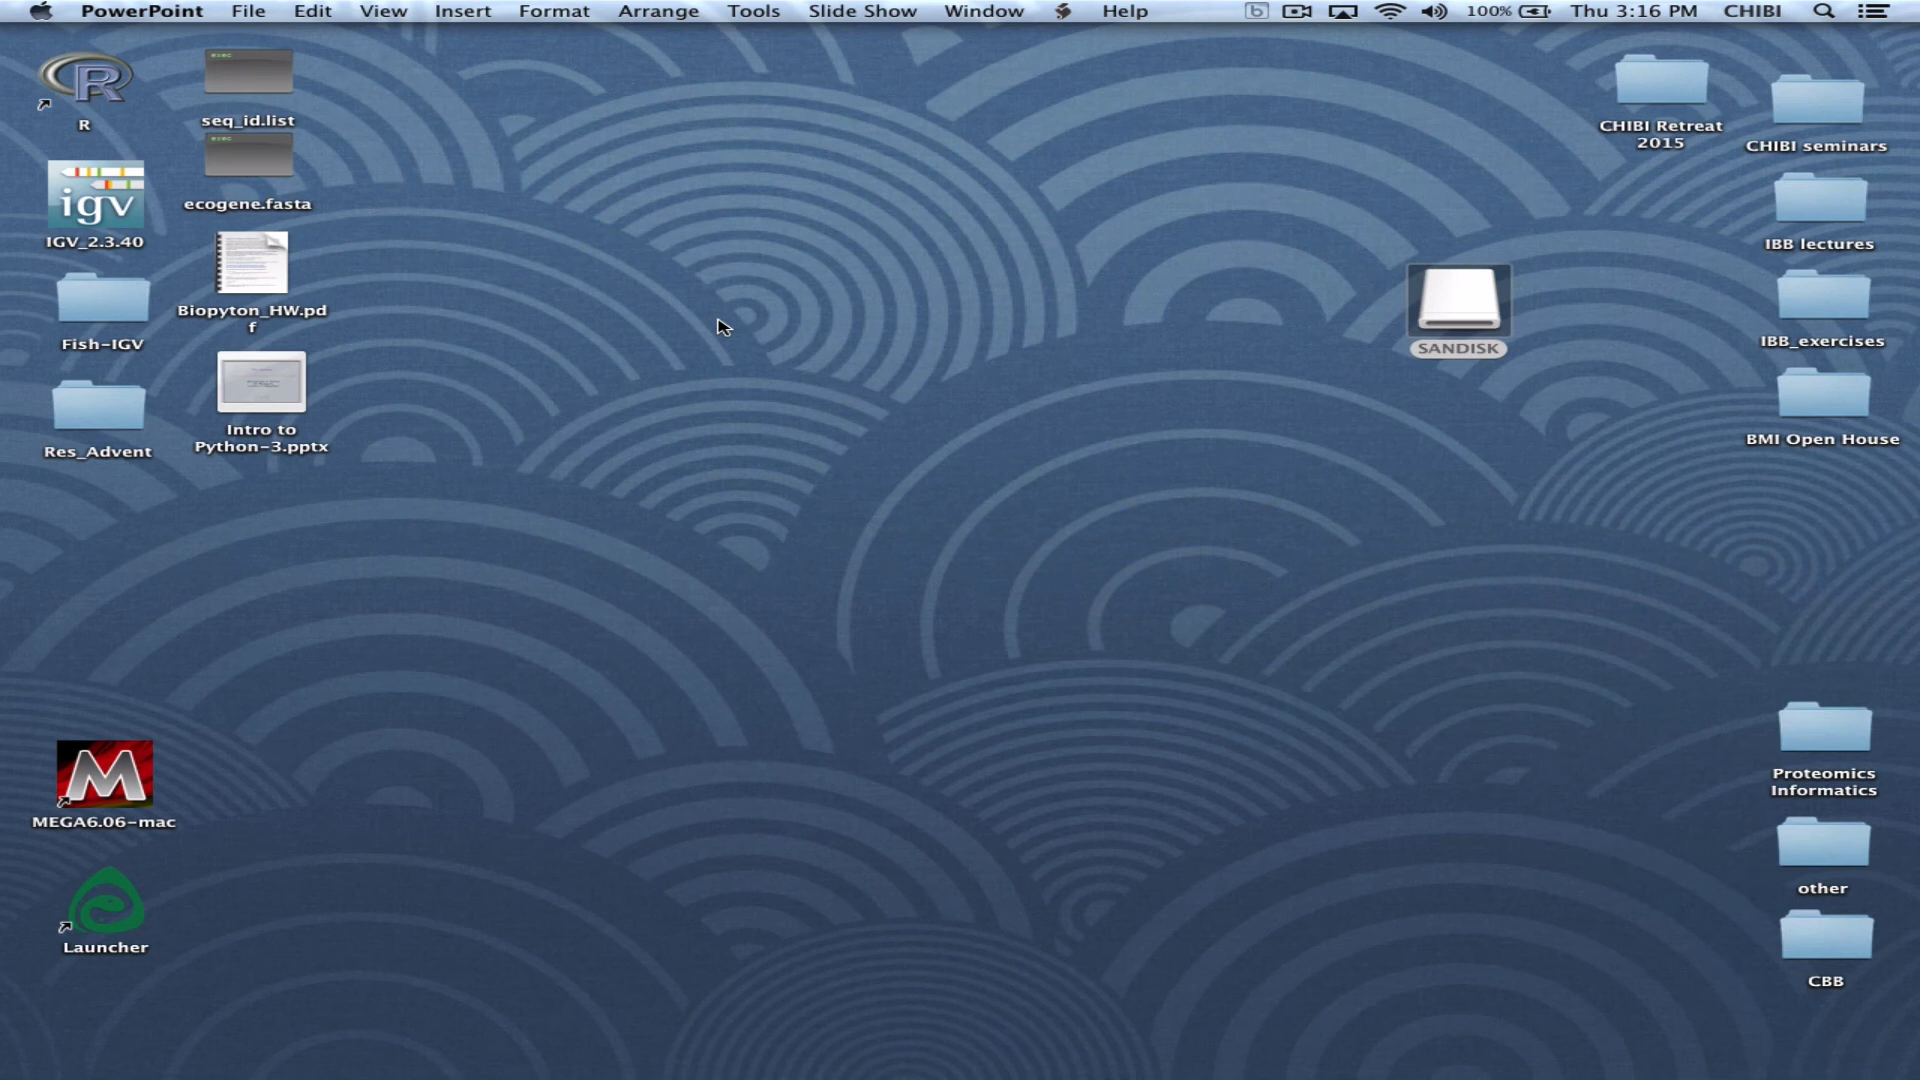 PowerPoint File Edit View Insert Format Arrange Tools Slide Show Window Help 100% Thu 3:16 PM CHIBI
R
seq_id.list
exec
exec
ecogene.fasta
igv
IGV_2.3.40
Biopyton_HW.pd
f
Fish-IGV
Intro to
Python-3.pptx
Res_Advent
M
MEGA6.06-mac
Launcher
SANDISK
CHIBI Retreat
2015
CHIBI seminars
IBB lectures
IBB_exercises
BMI Open House
Proteomics
Informatics
other
CBB